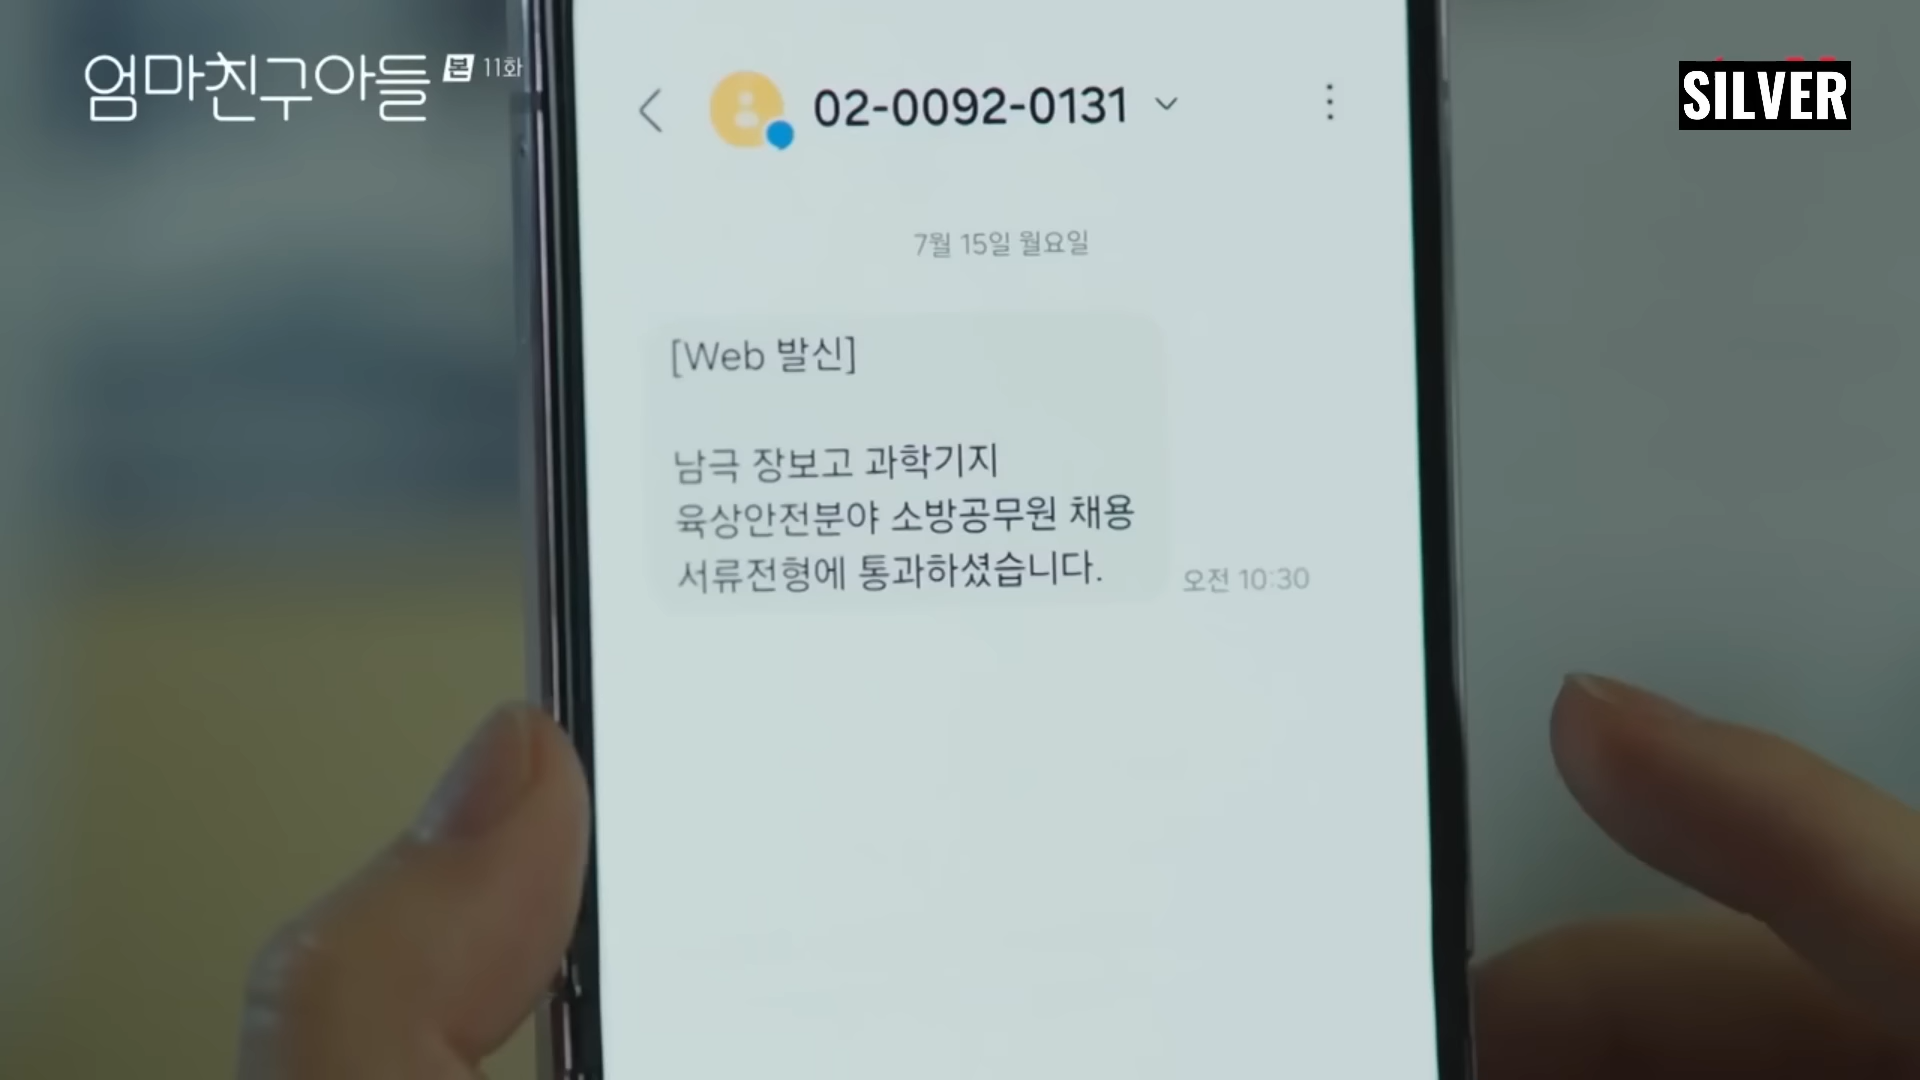 엄마친구아들 본 11화
SILVER
02-0092-0131
7월 15일 월요일
[Web 발신]
남극 장보고 과학기지
육상안전분야 소방공무원 채용
서류전형에 통과하셨습니다.
오전 10:30